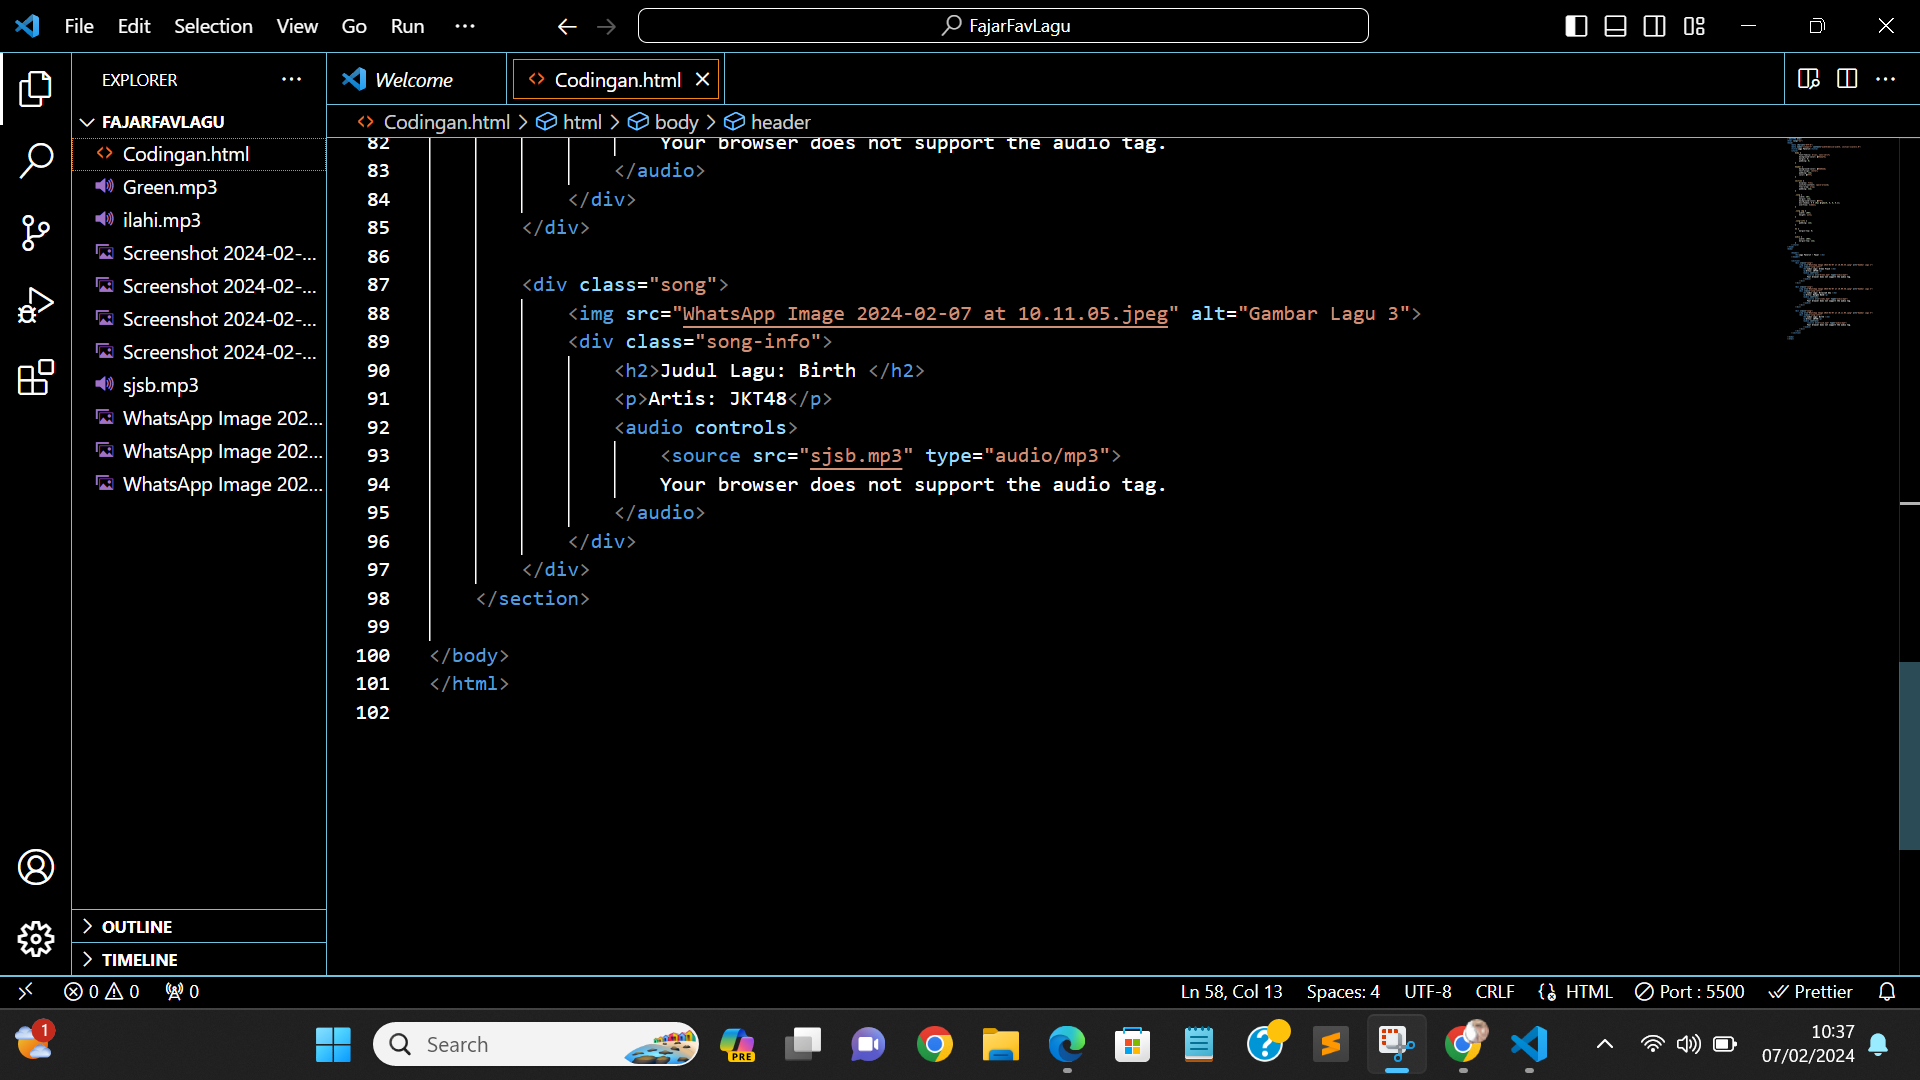 File Edit Selection View Go Run ···
FajarFavLagu
EXPLORER ···
Welcome
Codingan.html
FAJARFAVLAGU
Codingan.html
Green.mp3
ilahi.mp3
Screenshot 2024-02-...
Screenshot 2024-02-...
Screenshot 2024-02-...
Screenshot 2024-02-...
sjsb.mp3
WhatsApp Image 202...
WhatsApp Image 202...
WhatsApp Image 202...
OUTLINE
TIMELINE
Codingan.html > html > body > header
82 Your browser does not support the audio tag.
83 </audio>
84 </div>
85 </div>
86
87 <div class="song">
88 <img src="WhatsApp Image 2024-02-07 at 10.11.05.jpeg" alt="Gambar Lagu 3">
89 <div class="song-info">
90 <h2>Judul Lagu: Birth </h2>
91 <p>Artis: JKT48</p>
92 <audio controls>
93 <source src="sjsb.mp3" type="audio/mp3">
94 Your browser does not support the audio tag.
95 </audio>
96 </div>
97 </div>
98 </section>
99
100 </body>
101 </html>
102
0 0 0
Ln 58, Col 13 Spaces: 4 UTF-8 CRLF HTML Port : 5500 Prettier
1
Search
PRE
10:37
07/02/2024